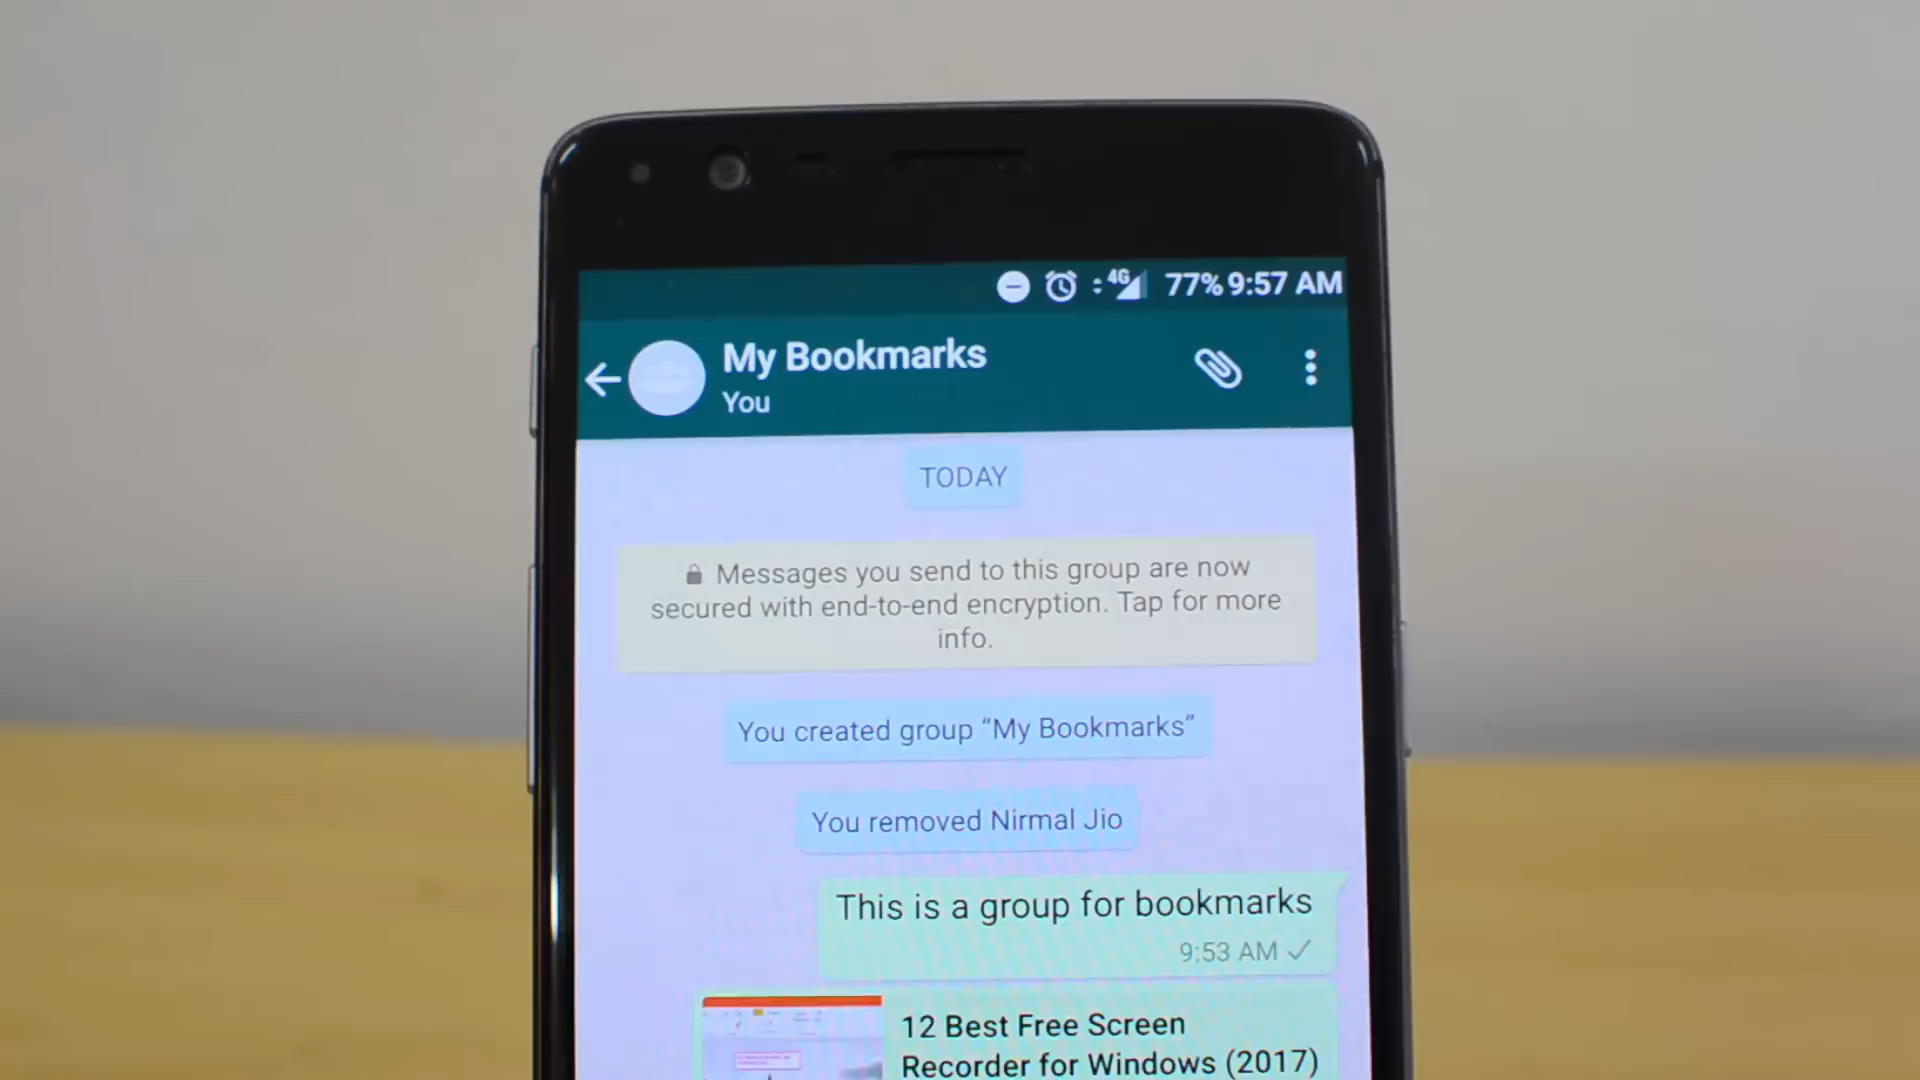 4G 77% 9:57 AM
My Bookmarks
You
TODAY
Messages you send to this group are now
secured with end-to-end encryption. Tap for more
info.
You created group “My Bookmarks”
You removed Nirmal Jio
This is a group for bookmarks
9:53 AM
12 Best Free Screen
Recorder for Windows (2017)